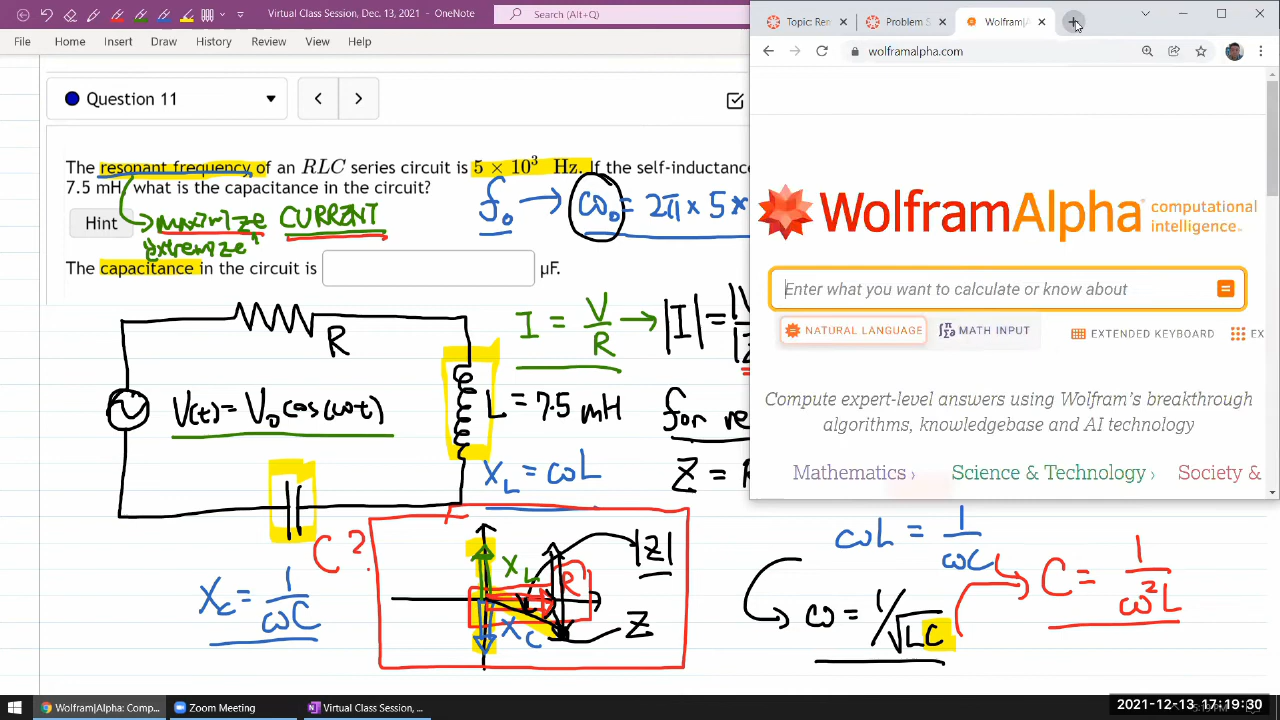 Virtual Class Session, Dec 13, 2021 - OneNote
Search (Alt+Q)
File Home Insert Draw History Review View Help
Question 11
The resonant frequency of an RLC series circuit is 5 × 10³ Hz. If the self-inductance
7.5 mH, what is the capacitance in the circuit?
Hint
maximize CURRENT
extremize
f₀ → ω₀ = 2π × 5 ×
The capacitance in the circuit is μF.
R
I = V/R → |I| = |V
V(t) = V₀ cos(ωt)
L = 7.5 mH
for re
X_L = ωL
Z = R
C?
X_C = 1/ωC
X_L
R
|Z|
X_C
Z
ωL = 1/ωC
ω = 1/√LC
C = 1/ω²L
Topic: Re
Problem S
Wolfram|A
wolframalpha.com
WolframAlpha computational intelligence™
Enter what you want to calculate or know about
NATURAL LANGUAGE
MATH INPUT
EXTENDED KEYBOARD
EX
Compute expert-level answers using Wolfram's breakthrough
algorithms, knowledgebase and AI technology
Mathematics › Science & Technology › Society &
Wolfram|Alpha: Comp...
Zoom Meeting
Virtual Class Session, ...
2021-12-13 17:19:30